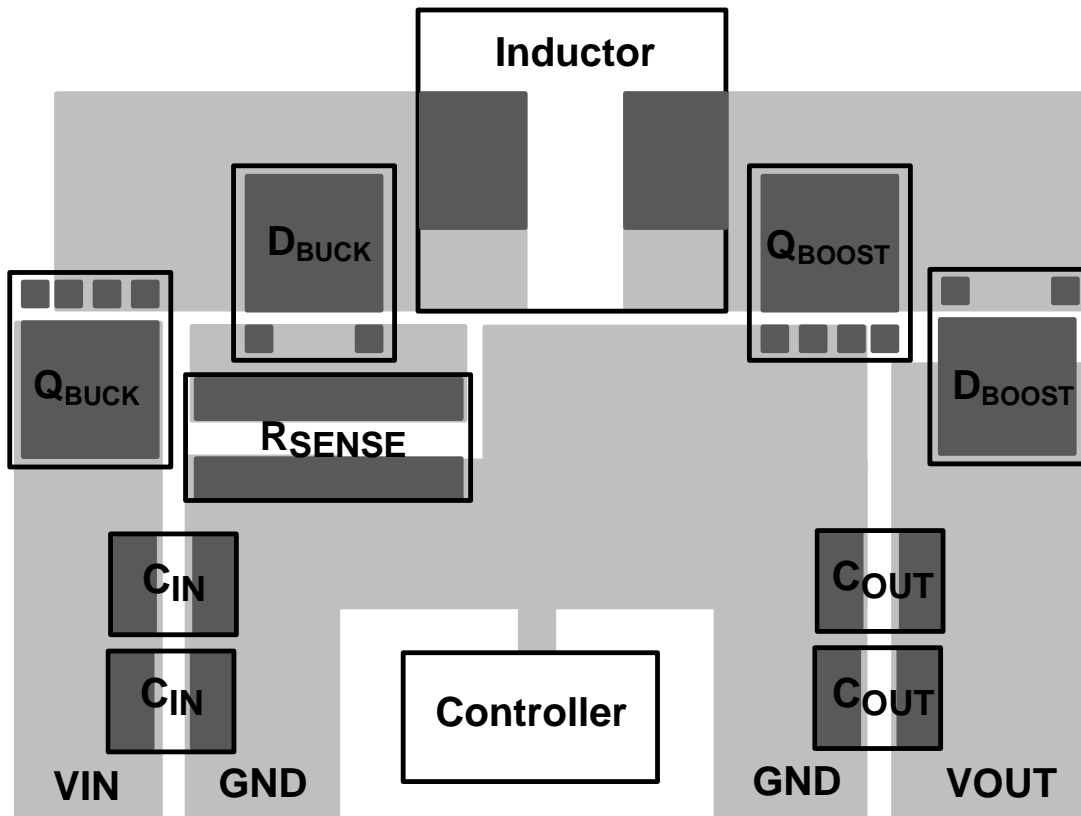 Inductor
DBUCK
QBOOST
QBUCK
DBOOST
RSENSE
CIN
COUT
CIN
COUT
Controller
VIN
GND
GND
VOUT